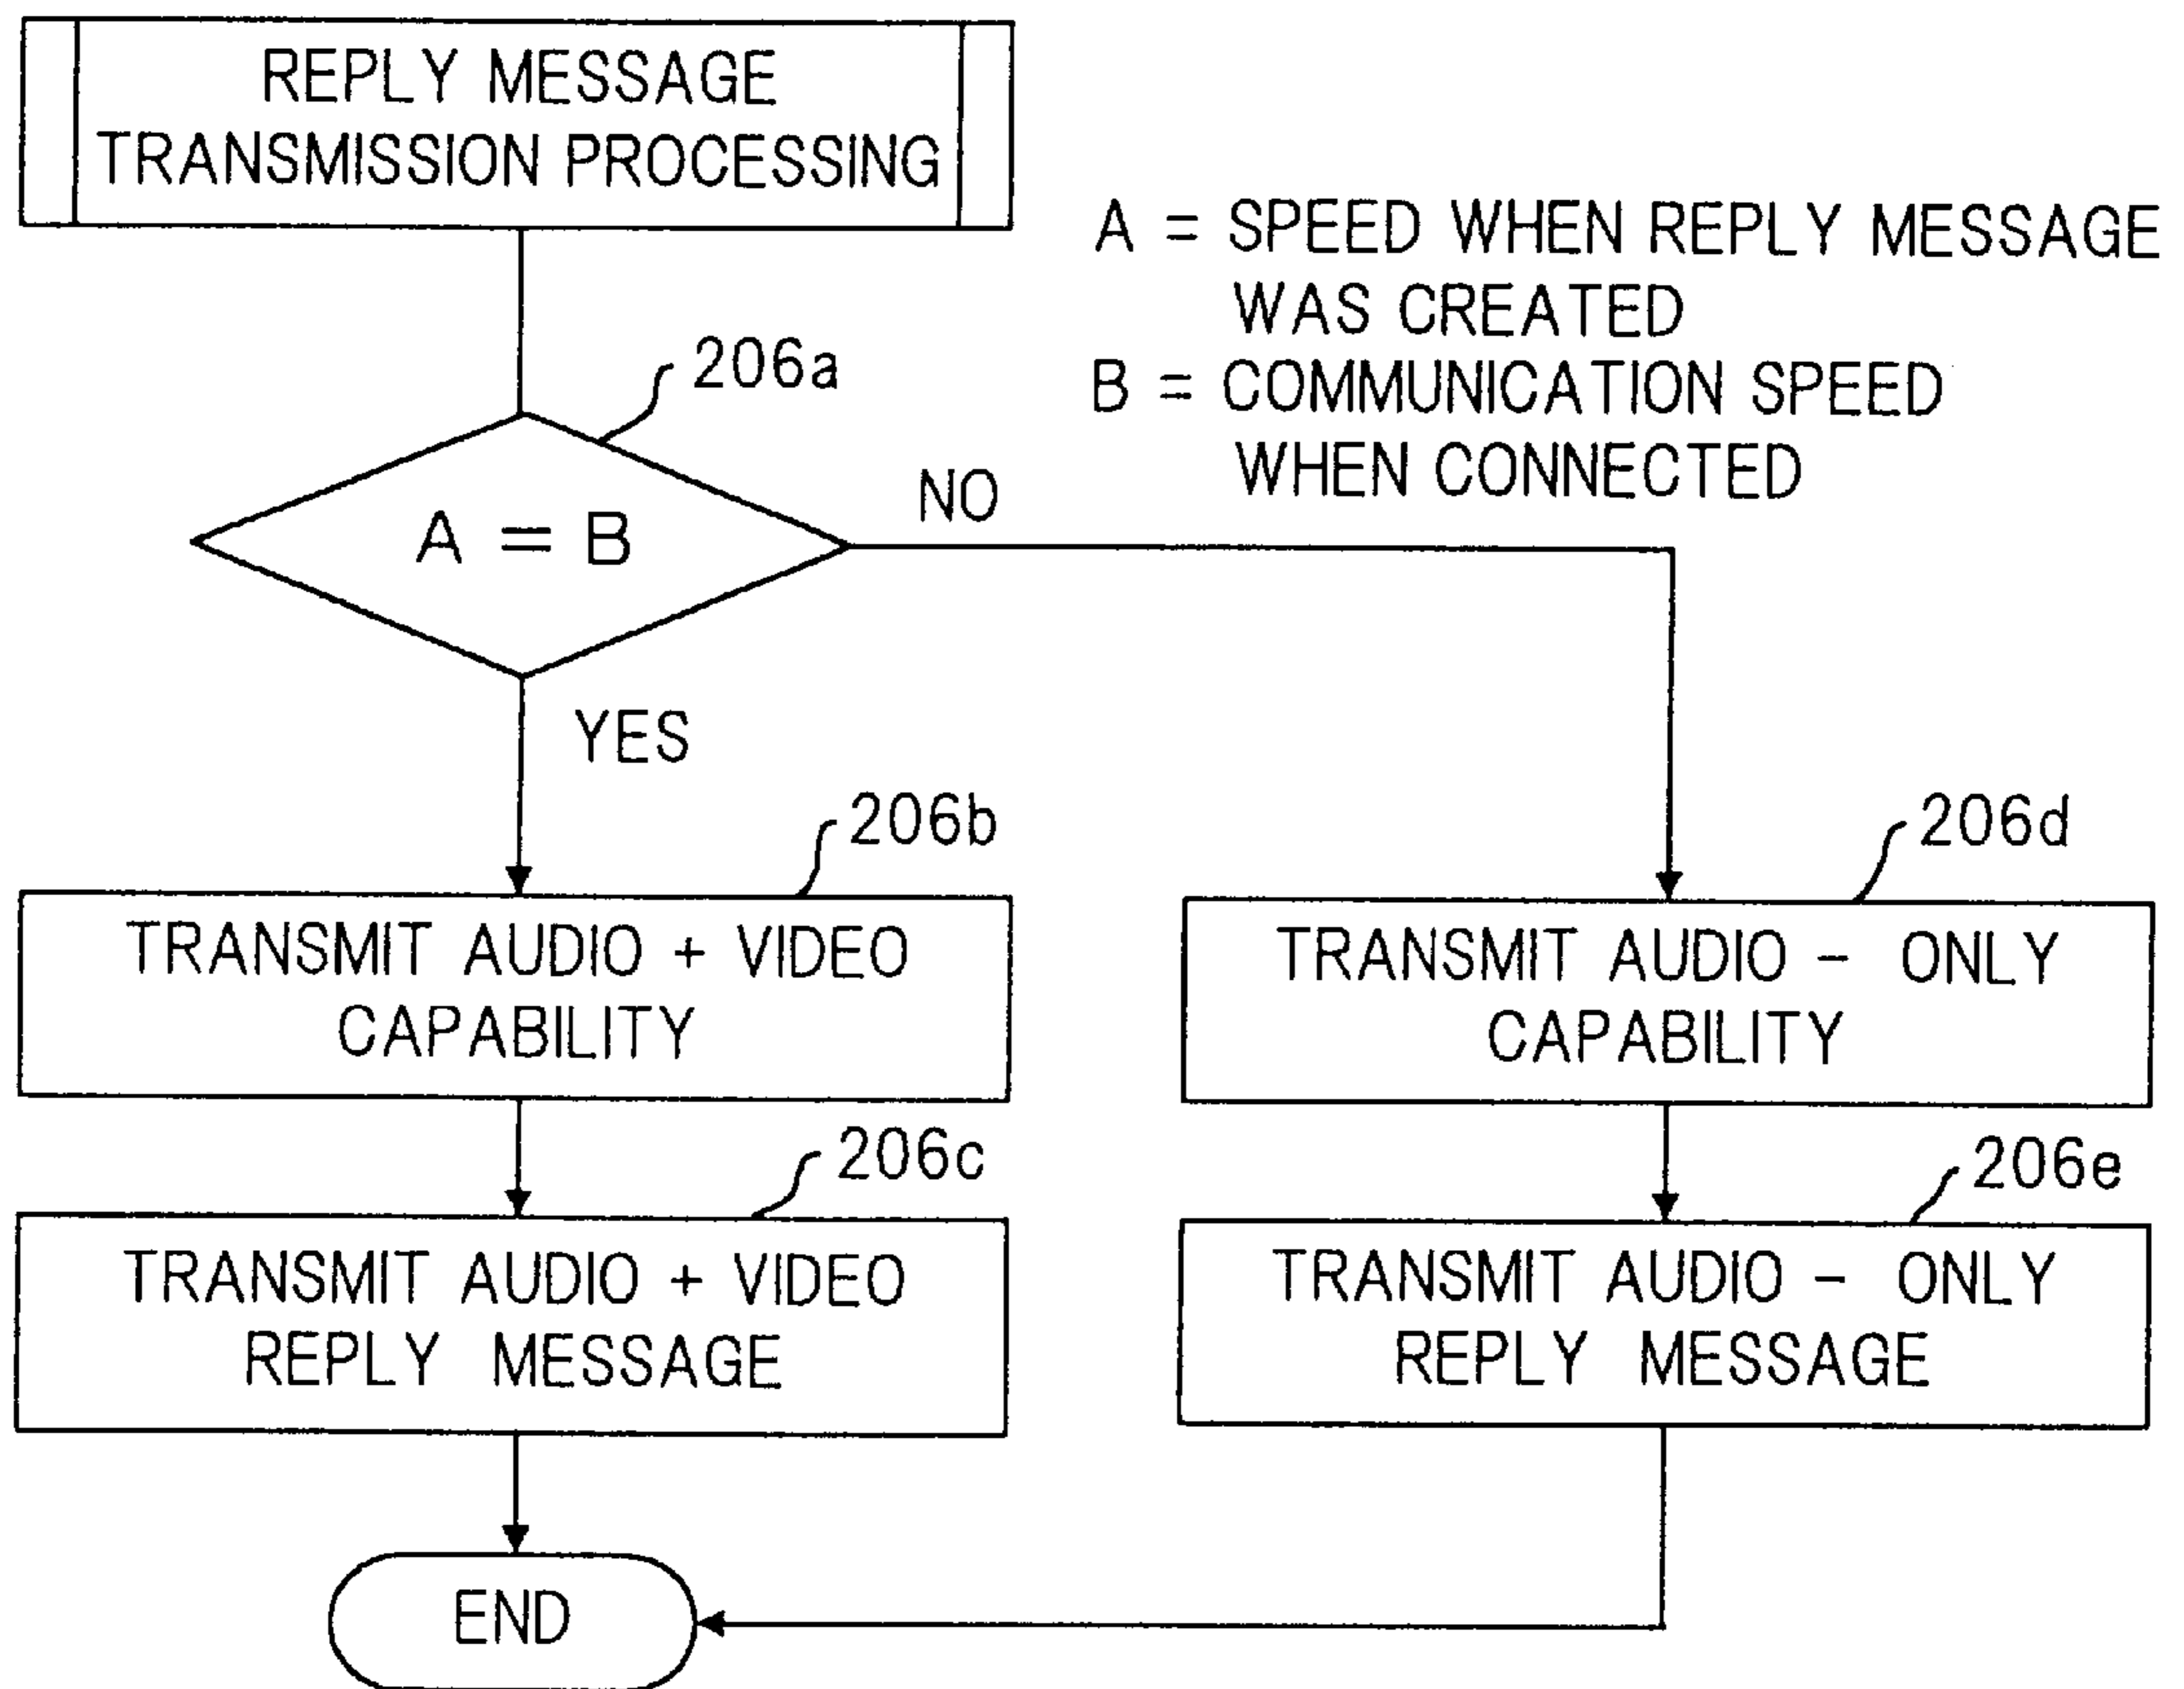 REPLY MESSAGE
TRANSMISSION PROCESSING
A = SPEED WHEN REPLY MESSAGE
WAS CREATED
B = COMMUNICATION SPEED
WHEN CONNECTED
206a
A = B
NO
YES
206b
TRANSMIT AUDIO + VIDEO
CAPABILITY
206d
TRANSMIT AUDIO - ONLY
CAPABILITY
206c
TRANSMIT AUDIO + VIDEO
REPLY MESSAGE
206e
TRANSMIT AUDIO - ONLY
REPLY MESSAGE
END